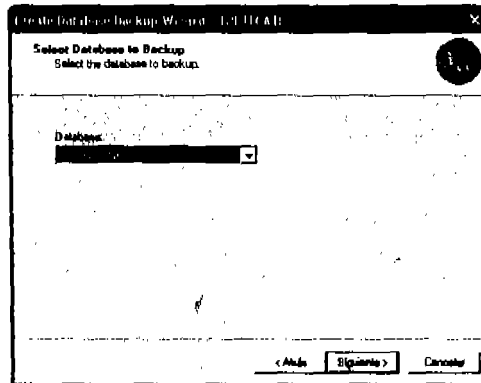 Create Database Backup Wizard -
Select Database to Backup
Select the database to backup.
Database:
< Atrás
Siguiente >
Cancelar